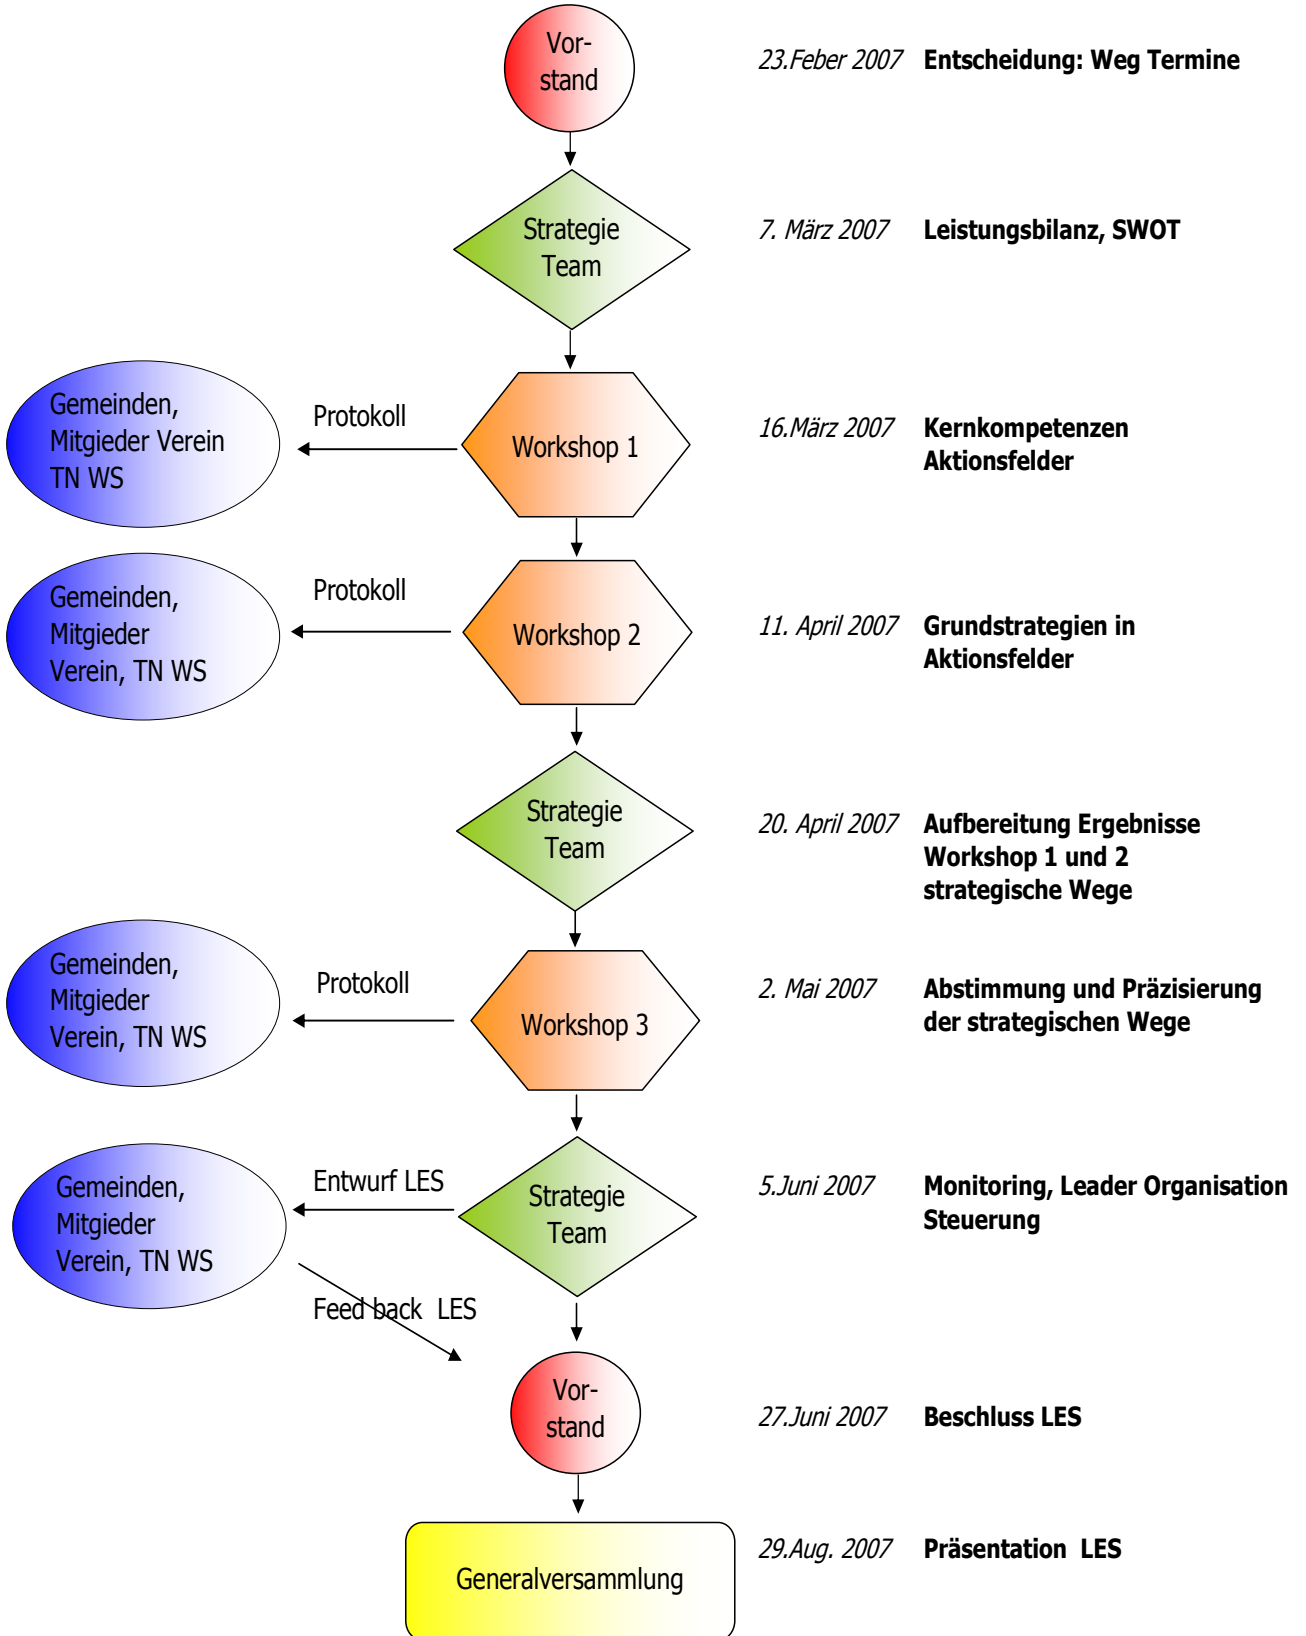 Vor-
stand
23.Feber 2007
Entscheidung: Weg Termine
Strategie
Team
7. März 2007
Leistungsbilanz, SWOT
Gemeinden,
Mitgieder Verein
TN WS
Protokoll
Workshop 1
16.März 2007
Kernkompetenzen
Aktionsfelder
Gemeinden,
Mitgieder
Verein, TN WS
Protokoll
Workshop 2
11. April 2007
Grundstrategien in
Aktionsfelder
Strategie
Team
20. April 2007
Aufbereitung Ergebnisse
Workshop 1 und 2
strategische Wege
Gemeinden,
Mitgieder
Verein, TN WS
Protokoll
Workshop 3
2. Mai 2007
Abstimmung und Präzisierung
der strategischen Wege
Gemeinden,
Mitgieder
Verein, TN WS
Entwurf LES
Strategie
Team
5.Juni 2007
Monitoring, Leader Organisation
Steuerung
Feed back  LES
Vor-
stand
27.Juni 2007
Beschluss LES
Generalversammlung
29.Aug. 2007
Präsentation  LES